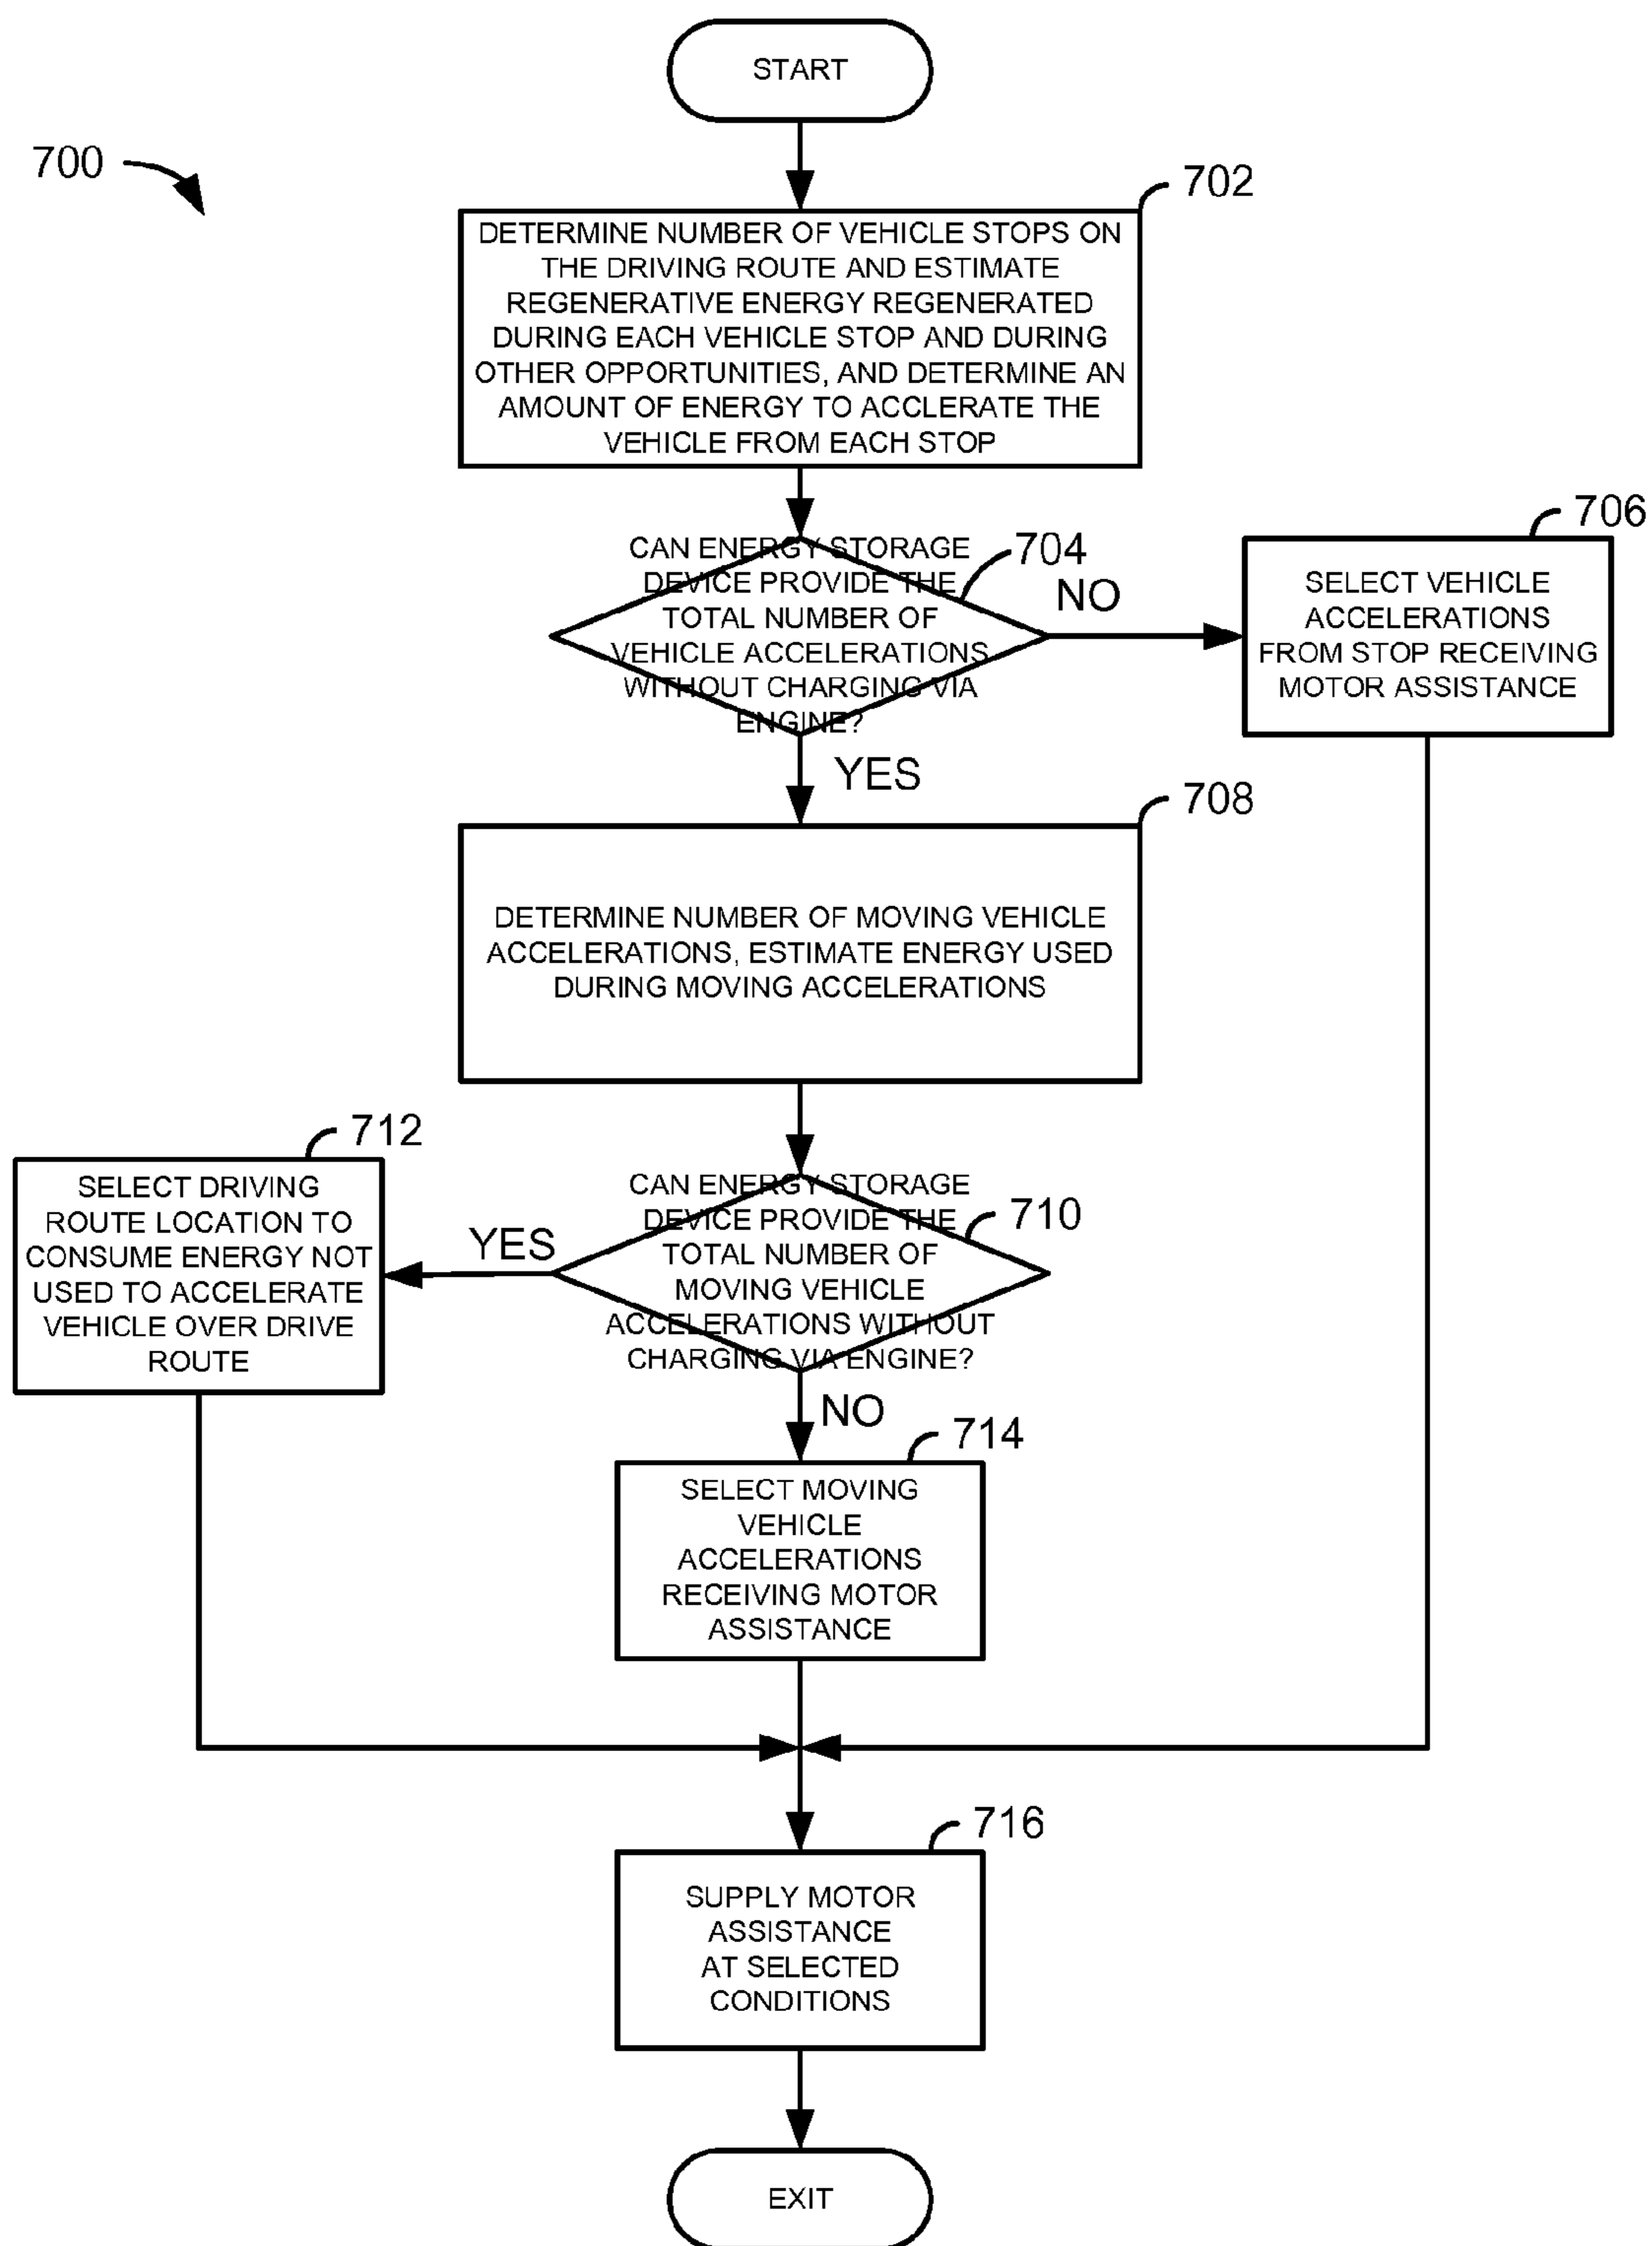 START
700
702
DETERMINE NUMBER OF VEHICLE STOPS ON
THE DRIVING ROUTE AND ESTIMATE
REGENERATIVE ENERGY REGENERATED
DURING EACH VEHICLE STOP AND DURING
OTHER OPPORTUNITIES, AND DETERMINE AN
AMOUNT OF ENERGY TO ACCLERATE THE
VEHICLE FROM EACH STOP
704
CAN ENERGY STORAGE
DEVICE PROVIDE THE
TOTAL NUMBER OF
VEHICLE ACCELERATIONS
WITHOUT CHARGING VIA
ENGINE?
NO
706
SELECT VEHICLE
ACCELERATIONS
FROM STOP RECEIVING
MOTOR ASSISTANCE
YES
708
DETERMINE NUMBER OF MOVING VEHICLE
ACCELERATIONS, ESTIMATE ENERGY USED
DURING MOVING ACCELERATIONS
710
CAN ENERGY STORAGE
DEVICE PROVIDE THE
TOTAL NUMBER OF
MOVING VEHICLE
ACCELERATIONS WITHOUT
CHARGING VIA ENGINE?
YES
712
SELECT DRIVING
ROUTE LOCATION TO
CONSUME ENERGY NOT
USED TO ACCELERATE
VEHICLE OVER DRIVE
ROUTE
NO
714
SELECT MOVING
VEHICLE
ACCELERATIONS
RECEIVING MOTOR
ASSISTANCE
716
SUPPLY MOTOR
ASSISTANCE
AT SELECTED
CONDITIONS
EXIT